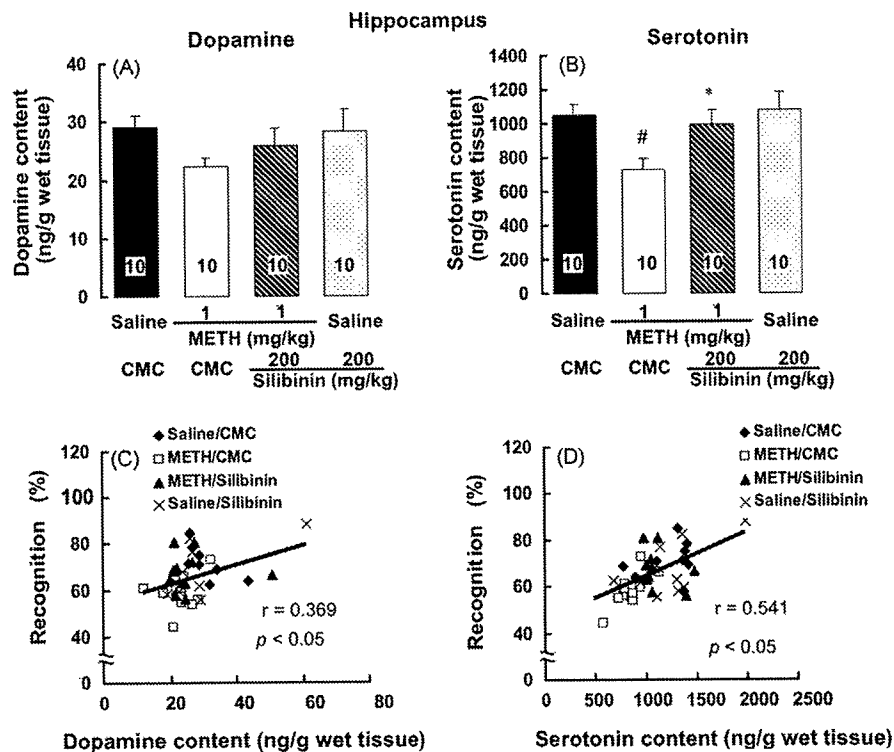 Hippocampus
Dopamine
(A)
Dopamine content
(ng/g wet tissue)
40
30
20
10
0
10
10
10
10
Saline
1
1
Saline
METH (mg/kg)
CMC
CMC
200
200
Silibinin (mg/kg)
Serotonin
(B)
Serotonin content
(ng/g wet tissue)
1400
1200
1000
800
600
400
200
0
#
*
10
10
10
10
Saline
1
1
Saline
METH (mg/kg)
CMC
CMC
200
200
Silibinin (mg/kg)
(C)
Saline/CMC
METH/CMC
METH/Silibinin
Saline/Silibinin
Recognition (%)
120
100
80
60
40
0
r = 0.369
p < 0.05
0
20
40
60
80
Dopamine content (ng/g wet tissue)
(D)
Saline/CMC
METH/CMC
METH/Silibinin
Saline/Silibinin
Recognition (%)
120
100
80
60
40
0
r = 0.541
p < 0.05
0
500
1000
1500
2000
2500
Serotonin content (ng/g wet tissue)